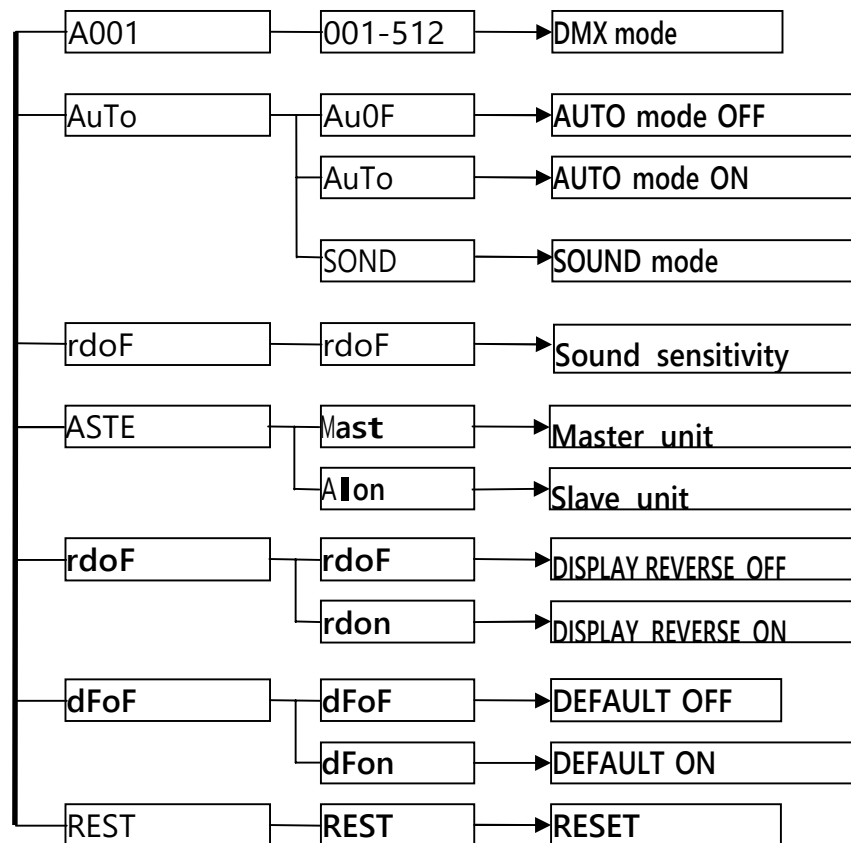 A001 001-512 DMX mode
AuTo Au0F AUTO mode OFF
AuTo AUTO mode ON
SOND SOUND mode
rdoF rdoF Sound sensitivity
ASTE Mast Master unit
Alon Slave unit
rdoF rdoF DISPLAY REVERSE OFF
rdon DISPLAY REVERSE ON
dFoF dFoF DEFAULT OFF
dFon DEFAULT ON
REST REST RESET